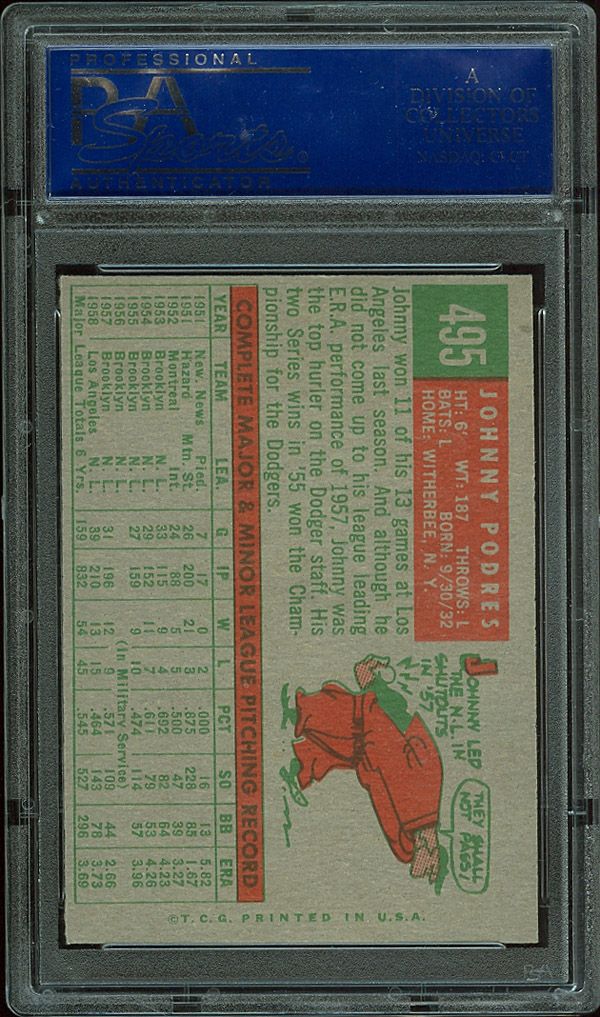 PROFESSIONAL
PSA
Sports®
AUTHENTICATOR
A
DIVISION OF
COLLECTORS
UNIVERSE
NASDAQ: CLCT
495
JOHNNY PODRES
HT: 6' WT: 187 THROWS: L
BATS: L BORN: 9/30/32
HOME: WITHERBEE, N. Y.
Johnny won 11 of his 13 games at Los
Angeles last season. And although he
did not come up to his league leading
E.R.A. performance of 1957, Johnny was
the top hurler on the Dodger staff. His
two Series wins in '55 won the Cham-
pionship for the Dodgers.
JOHNNY LED
THE N.L. IN
SHUTOUTS
IN '57
THEY SHALL
NOT PASS!
COMPLETE MAJOR & MINOR LEAGUE PITCHING RECORD
YEAR TEAM LEA. G IP W L PCT SO BB ERA
1951 New. News Pied. 7 17 0 2 .000 16 13 5.82
1951 Hazard Mtn. St 26 200 21 3 .875 228 85 1.67
1952 Montreal Int. 24 88 5 5 .500 47 39 3.27
1953 Brooklyn N. L. 33 115 9 4 .692 82 64 4.26
1954 Brooklyn N. L. 29 152 11 7 .611 79 53 4.26
1955 Brooklyn N. L. 27 159 9 10 .474 114 57 3.96
1956 Brooklyn N. L. (In Military Service)
1957 Brooklyn N. L. 31 196 12 9 .571 109 44 2.66
1958 Los Angeles N. L. 39 210 13 15 .464 143 78 3.73
Major League Totals 6 Yrs. 159 832 54 45 .545 527 296 3.69
©T.C.G. PRINTED IN U.S.A.
PSA